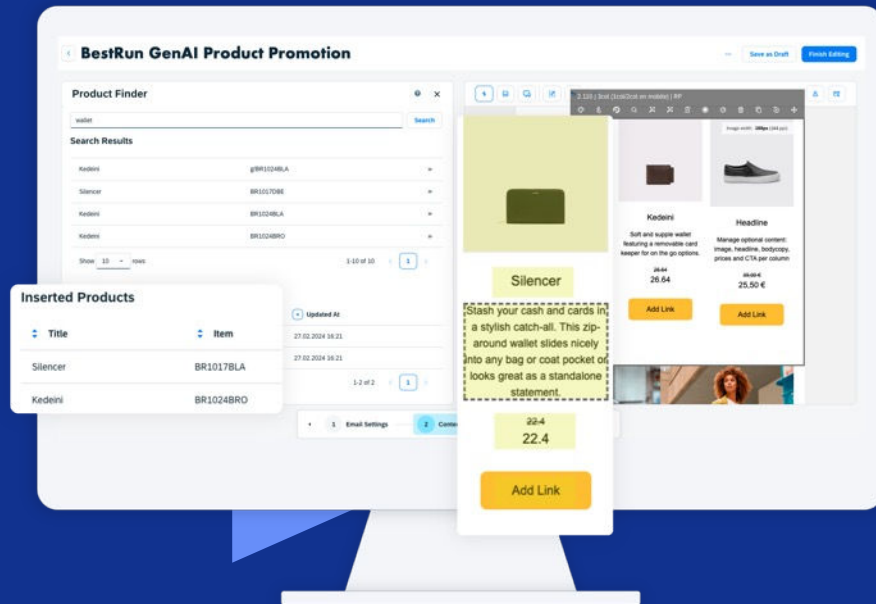 BestRun GenAI Product Promotion
Save as Draft
Finish Editing
Product Finder
wallet
Search
Search Results
Kedeini
g/BR1024BLA
Silencer
BR1017DBE
Kedeini
BR1024BLA
Kedeini
BR1024BRO
Show 10 rows
1-10 of 10
1
Updated At
27.02.2024 16:21
27.02.2024 16:21
1-2 of 2
1
Inserted Products
Title
Item
Silencer
BR1017BLA
Kedeini
BR1024BRO
1 Email Settings
2
Silencer
Stash your cash and cards in
a stylish catch-all. This zip-
around wallet slides nicely
into any bag or coat pocket or
looks great as a standalone
statement.
22.4
22.4
Add Link
Kedeini
Soft and supple wallet
featuring a removable card
keeper for on the go options.
26.64
26.64
Add Link
Headline
Manage optional content:
image, headline, bodycopy,
prices and CTA per column
25,50 €
Add Link